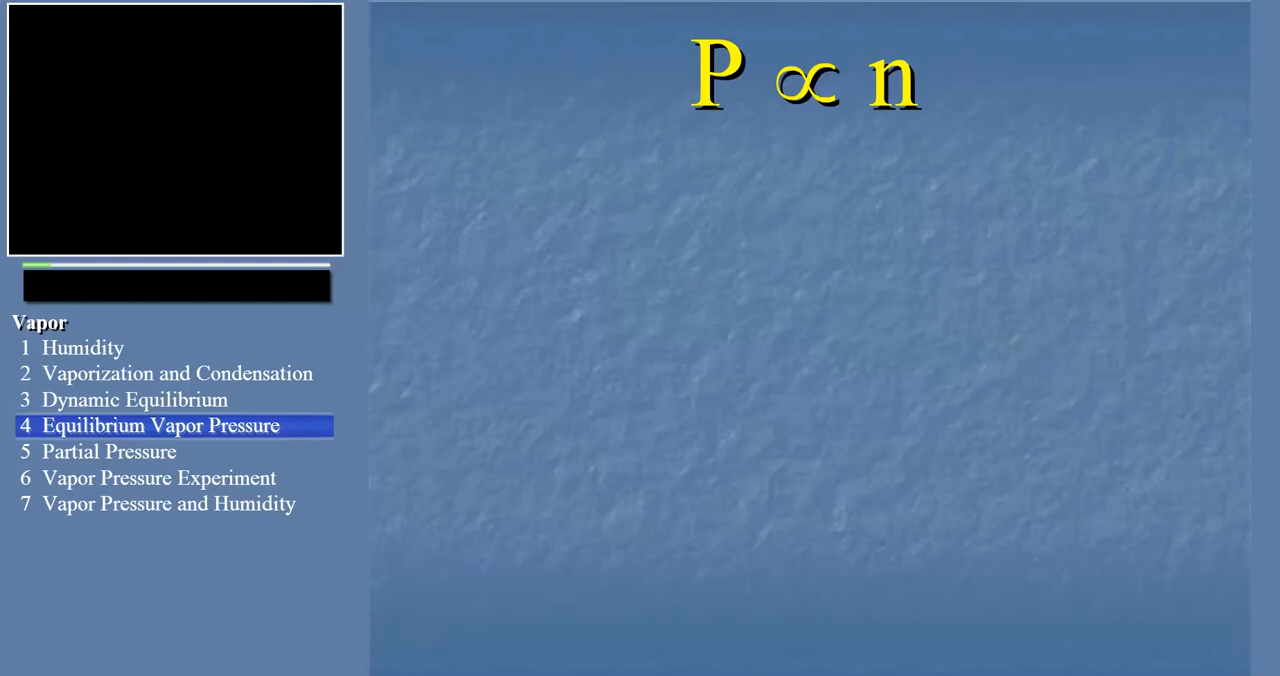 P ∝ n
Vapor
1 Humidity
2 Vaporization and Condensation
3 Dynamic Equilibrium
4 Equilibrium Vapor Pressure
5 Partial Pressure
6 Vapor Pressure Experiment
7 Vapor Pressure and Humidity